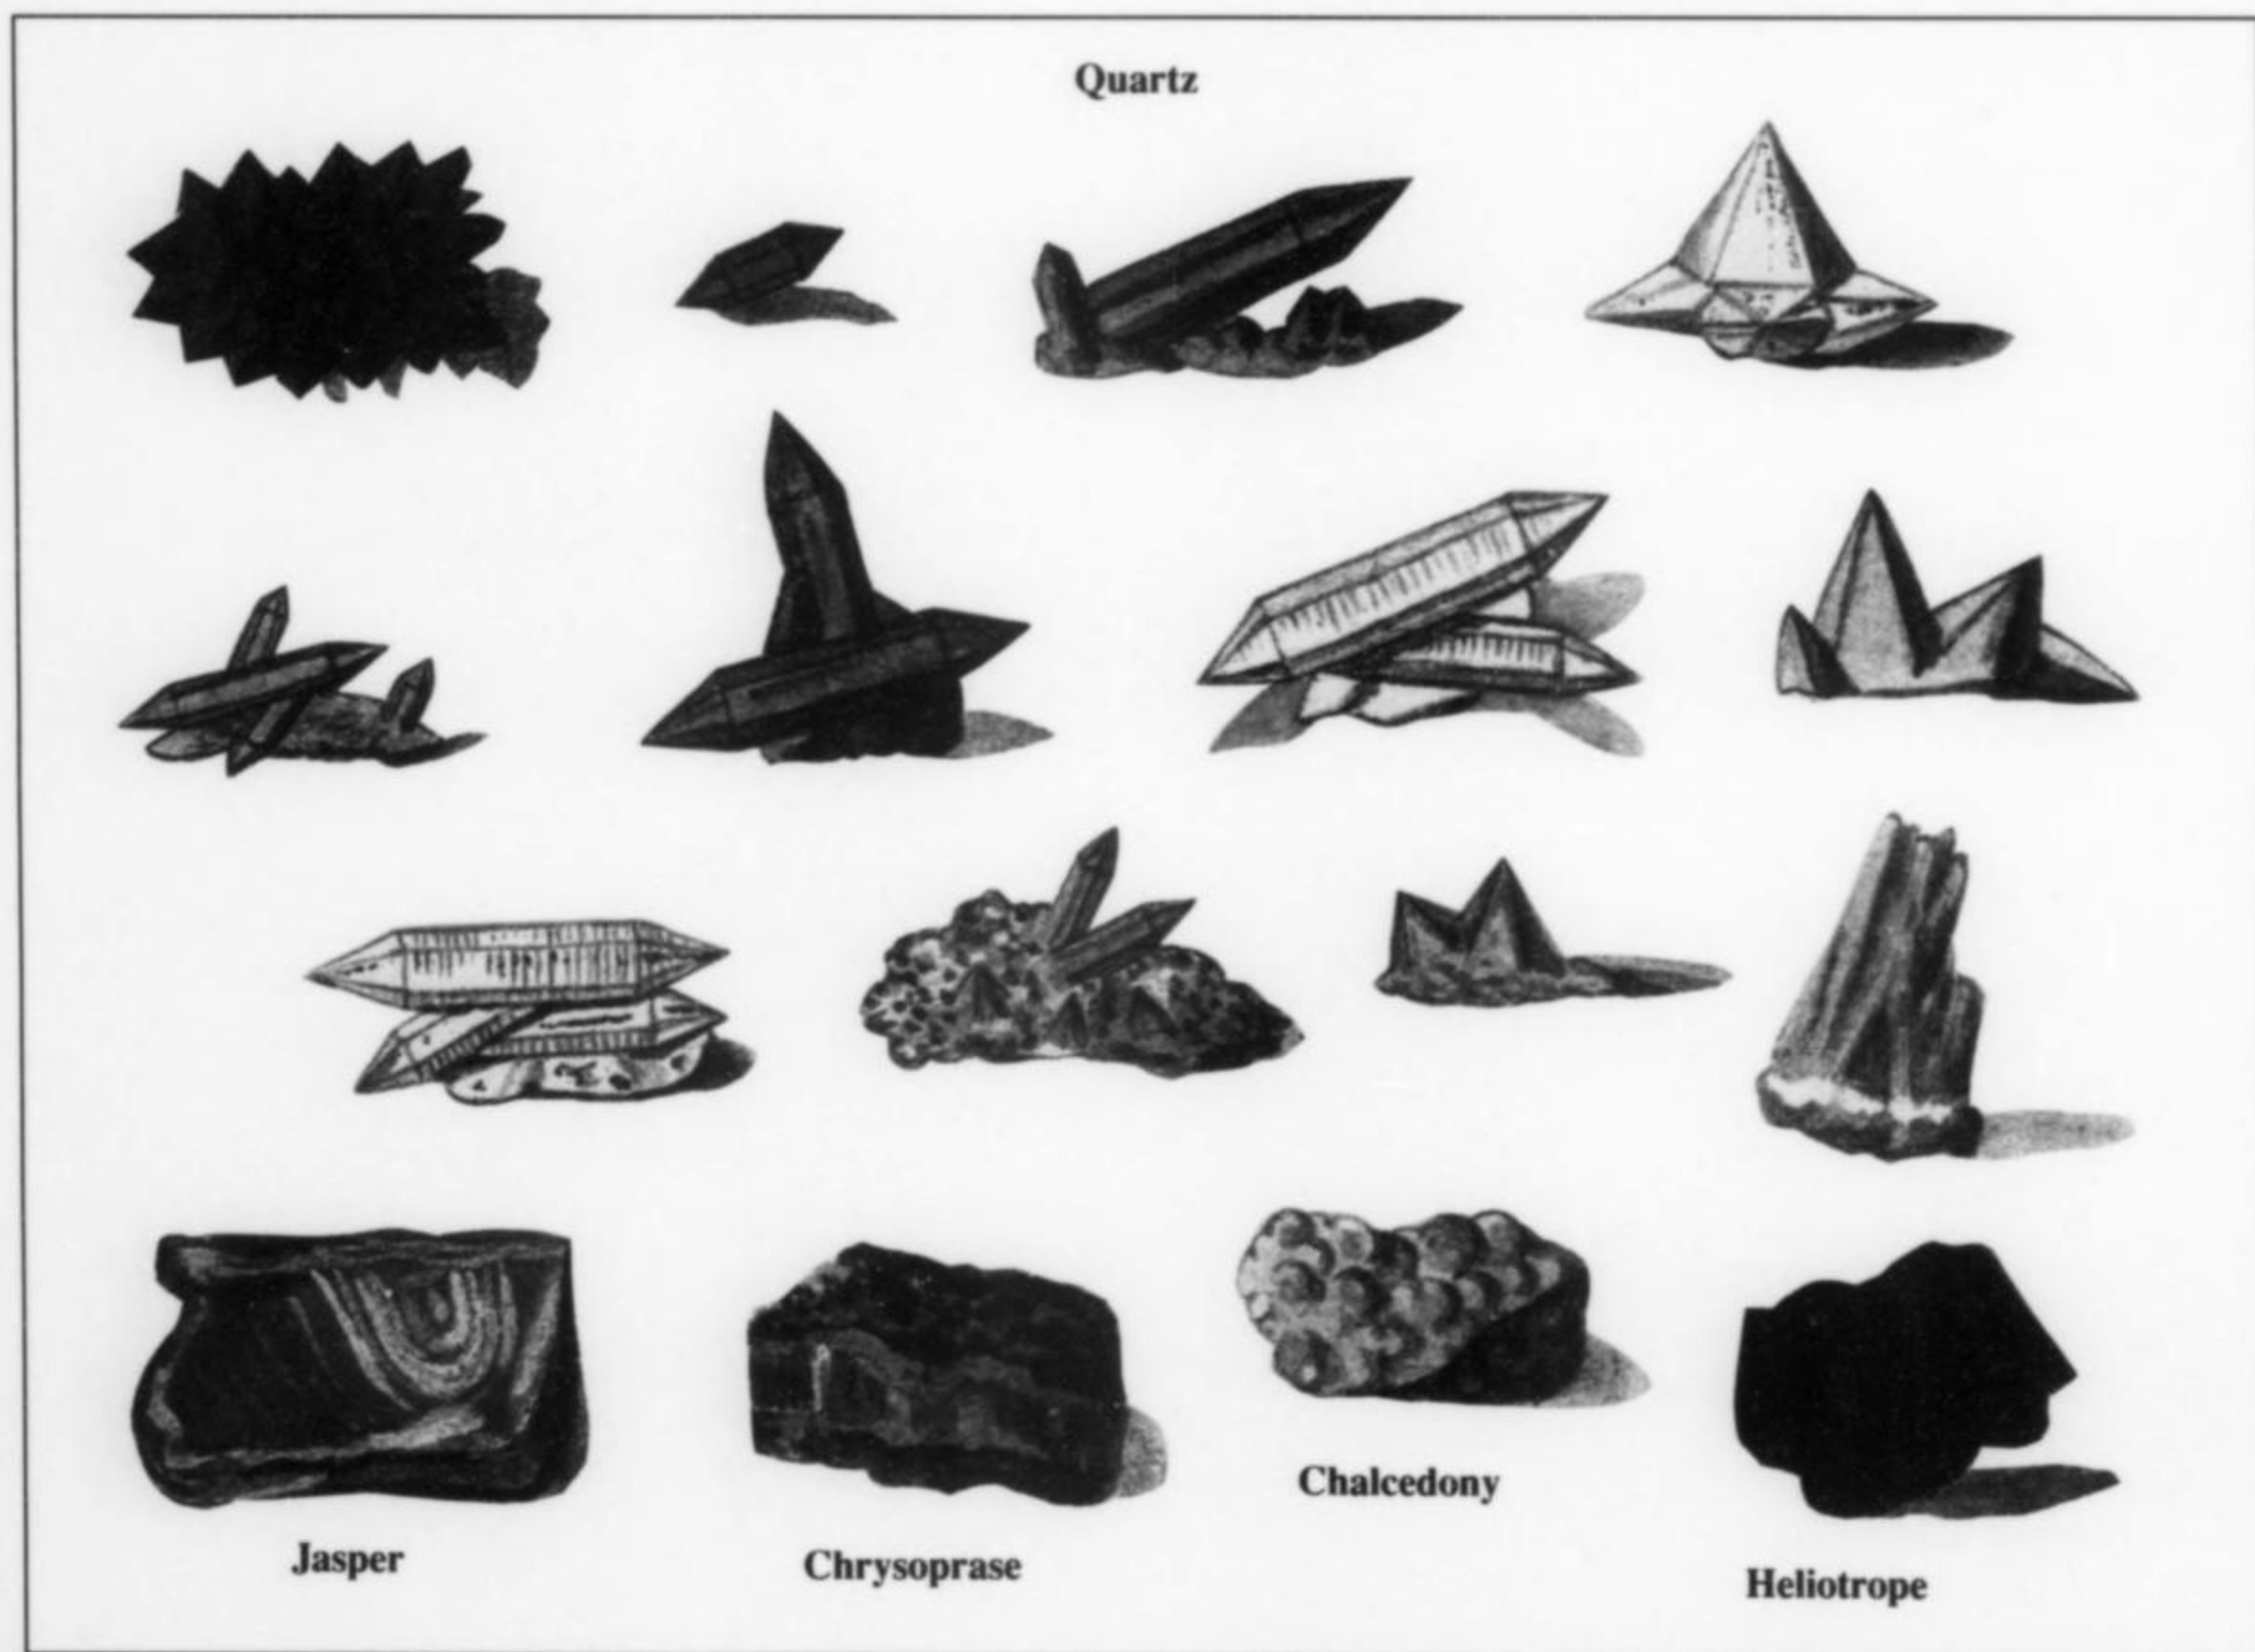 Quartz
Chalcedony
Jasper
Chrysoprase
Heliotrope